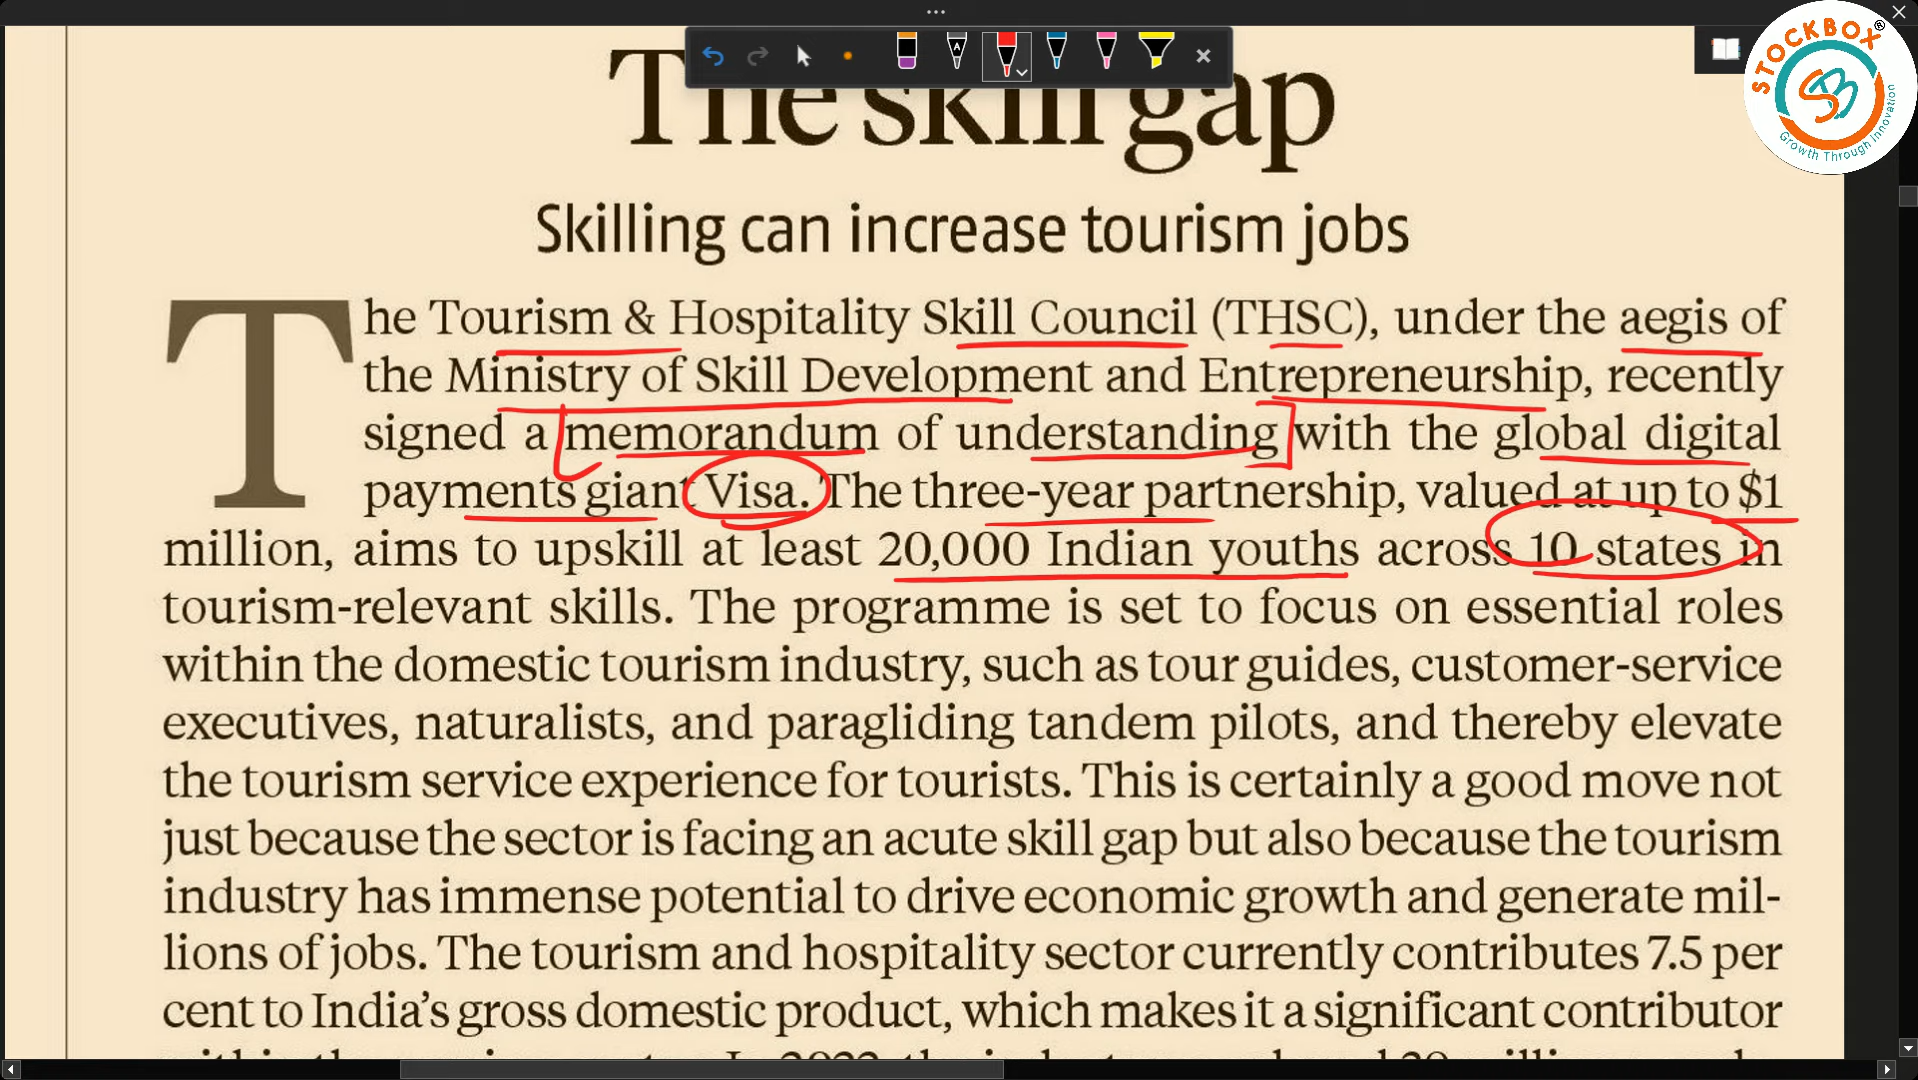 STOCKBOX®
Growth Through Innovation
The skill gap
Skilling can increase tourism jobs
The Tourism & Hospitality Skill Council (THSC), under the aegis of
the Ministry of Skill Development and Entrepreneurship, recently
signed a memorandum of understanding with the global digital
payments giant Visa. The three-year partnership, valued at up to $1
million, aims to upskill at least 20,000 Indian youths across 10 states in
tourism-relevant skills. The programme is set to focus on essential roles
within the domestic tourism industry, such as tour guides, customer-service
executives, naturalists, and paragliding tandem pilots, and thereby elevate
the tourism service experience for tourists. This is certainly a good move not
just because the sector is facing an acute skill gap but also because the tourism
industry has immense potential to drive economic growth and generate mil-
lions of jobs. The tourism and hospitality sector currently contributes 7.5 per
cent to India's gross domestic product, which makes it a significant contributor